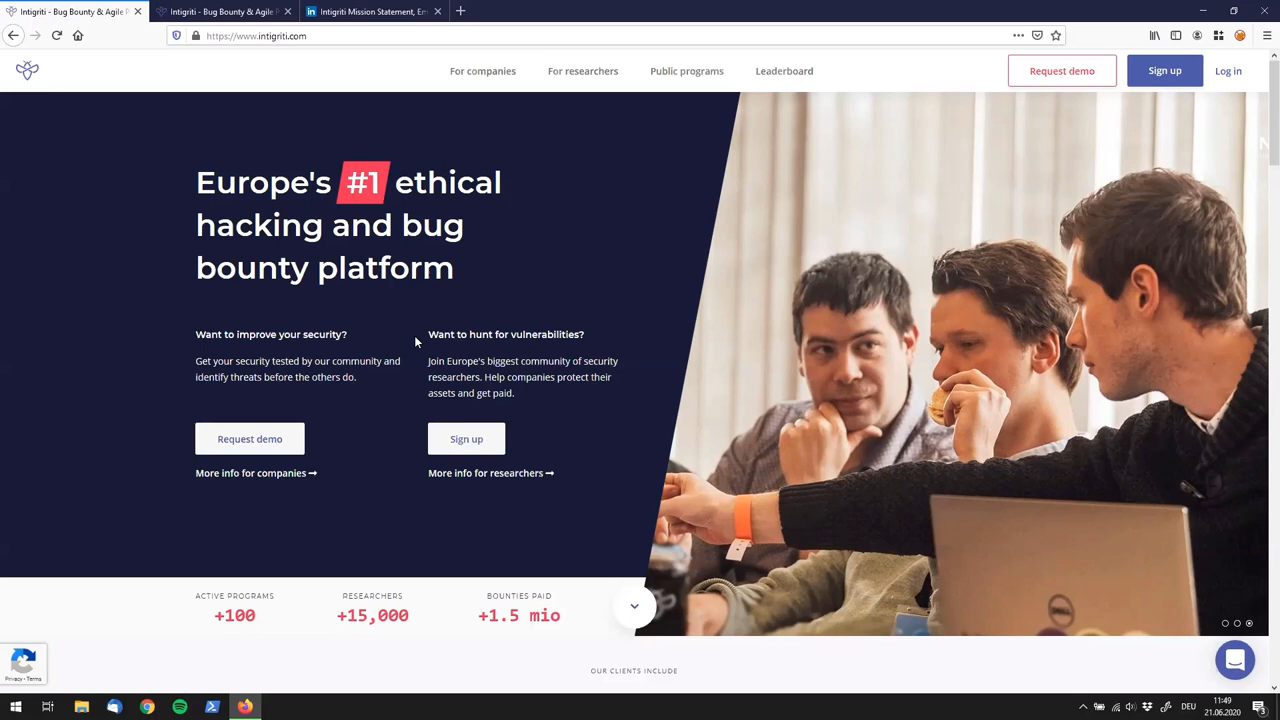 Intigriti - Bug Bounty & Agile P
Intigriti - Bug Bounty & Agile P
in Intigriti Mission Statement, Em
https://www.intigriti.com
For companies
For researchers
Public programs
Leaderboard
Request demo
Sign up
Log in
Europe's #1 ethical
hacking and bug
bounty platform
Want to improve your security?
Get your security tested by our community and
identify threats before the others do.
Request demo
More info for companies
Want to hunt for vulnerabilities?
Join Europe's biggest community of security
researchers. Help companies protect their
assets and get paid.
Sign up
More info for researchers
ACTIVE PROGRAMS
+100
RESEARCHERS
+15,000
BOUNTIES PAID
+1.5 mio
OUR CLIENTS INCLUDE
Privacy - Terms
DELL
DEU
11:49
21.06.2020
3